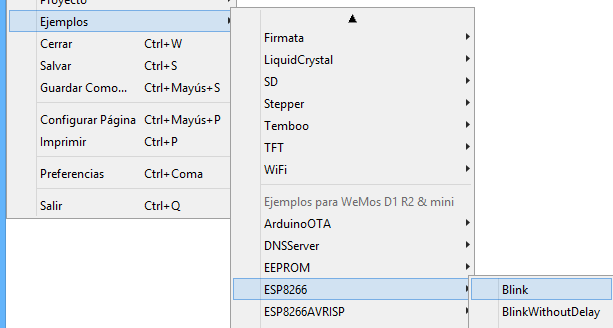 Proyecto
Ejemplos
Cerrar Ctrl+W
Salvar Ctrl+S
Guardar Como... Ctrl+Mayús+S
Configurar Página Ctrl+Mayús+P
Imprimir Ctrl+P
Preferencias Ctrl+Coma
Salir Ctrl+Q
Firmata
LiquidCrystal
SD
Stepper
Temboo
TFT
WiFi
Ejemplos para WeMos D1 R2 & mini
ArduinoOTA
DNSServer
EEPROM
ESP8266
ESP8266AVRISP
Blink
BlinkWithoutDelay